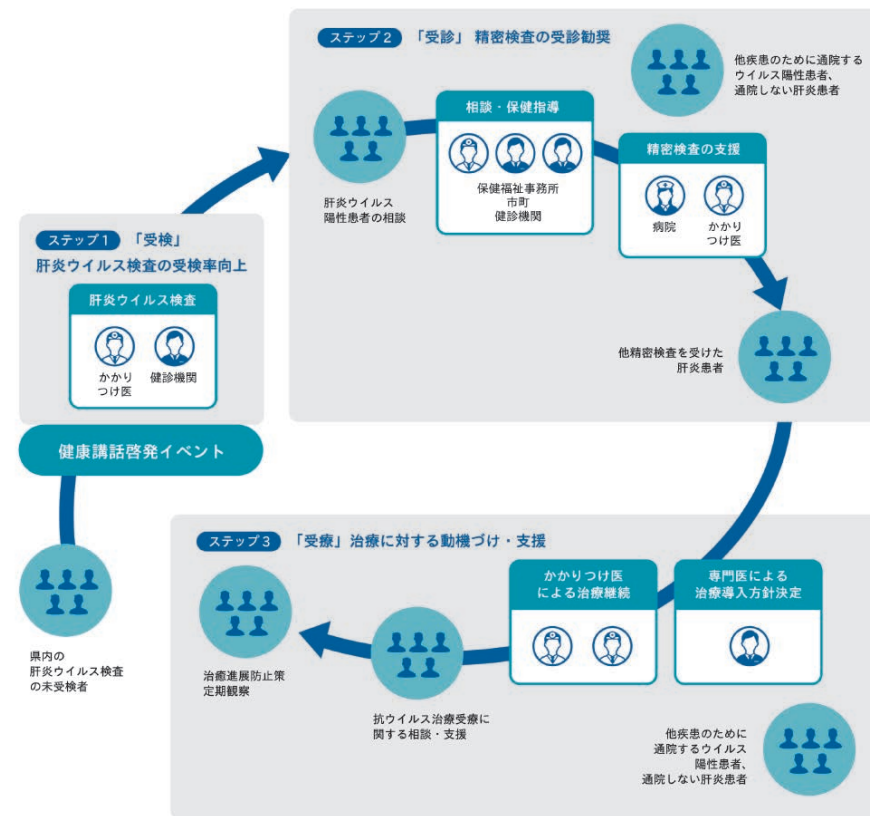 ステップ2 「受診」 精密検査の受診勧奨
他疾患のために通院する
ウイルス陽性患者、
通院しない肝炎患者
相談・保健指導
保健福祉事務所
市町
健診機関
精密検査の支援
病院
かかり
つけ医
肝炎ウイルス
陽性患者の相談
他精密検査を受けた
肝炎患者
ステップ1 「受検」
肝炎ウイルス検査の受検率向上
肝炎ウイルス検査
かかり
つけ医
健診機関
健康講話啓発イベント
県内の
肝炎ウイルス検査
の未受検者
ステップ3 「受療」治療に対する動機づけ・支援
かかりつけ医
による治療継続
専門医による
治療導入方針決定
治癒進展防止策
定期観察
抗ウイルス治療受療に
関する相談・支援
他疾患のために
通院するウイルス
陽性患者、
通院しない肝炎患者